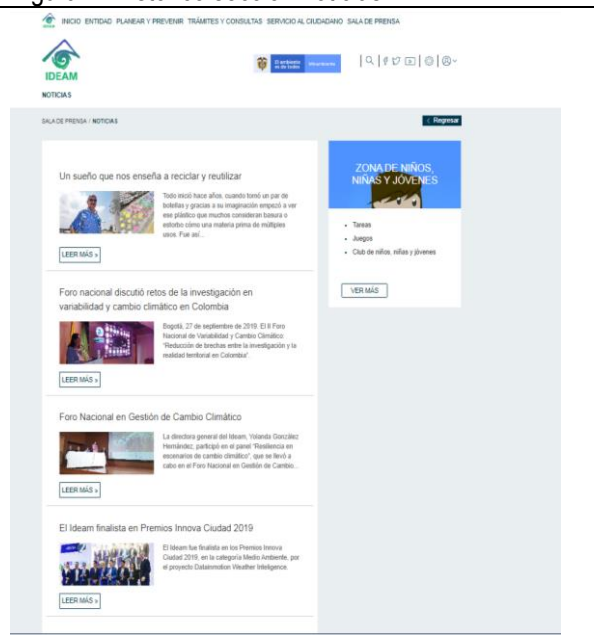 INICIO ENTIDAD PLANEAR Y PREVENIR TRÁMITES Y CONSULTAS SERVICIO AL CIUDADANO SALA DE PRENSA
IDEAM
El ambiente
es de todos
NOTICIAS
SALA DE PRENSA / NOTICIAS
< Regresar
Un sueño que nos enseña a reciclar y reutilizar
Todo inició hace años, cuando tomó un par de
botellas y gracias a su imaginación empezó a ver
ese plástico que muchos consideran basura o
estorbo cómo una materia prima de múltiples
usos. Fue así...
LEER MÁS »
Foro nacional discutió retos de la investigación en
variabilidad y cambio climático en Colombia
Bogotá, 27 de septiembre de 2019. El II Foro
Nacional de Variabilidad y Cambio Climático:
"Reducción de brechas entre la investigación y la
realidad territorial en Colombia".
LEER MÁS »
Foro Nacional en Gestión de Cambio Climático
La directora general del Ideam, Yolanda González
Hernández, participó en el panel "Resiliencia en
escenarios de cambio climático", que se llevó a
cabo en el Foro Nacional en Gestión de Cambio...
LEER MÁS »
El Ideam finalista en Premios Innova Ciudad 2019
El Ideam fue finalista en los Premios Innova
Ciudad 2019, en la categoría Medio Ambiente, por
el proyecto Datainmotion Weather Inteligence.
LEER MÁS »
ZONA DE NIÑOS,
NIÑAS Y JÓVENES
• Tareas
• Juegos
• Club de niños, niñas y jóvenes
VER MÁS